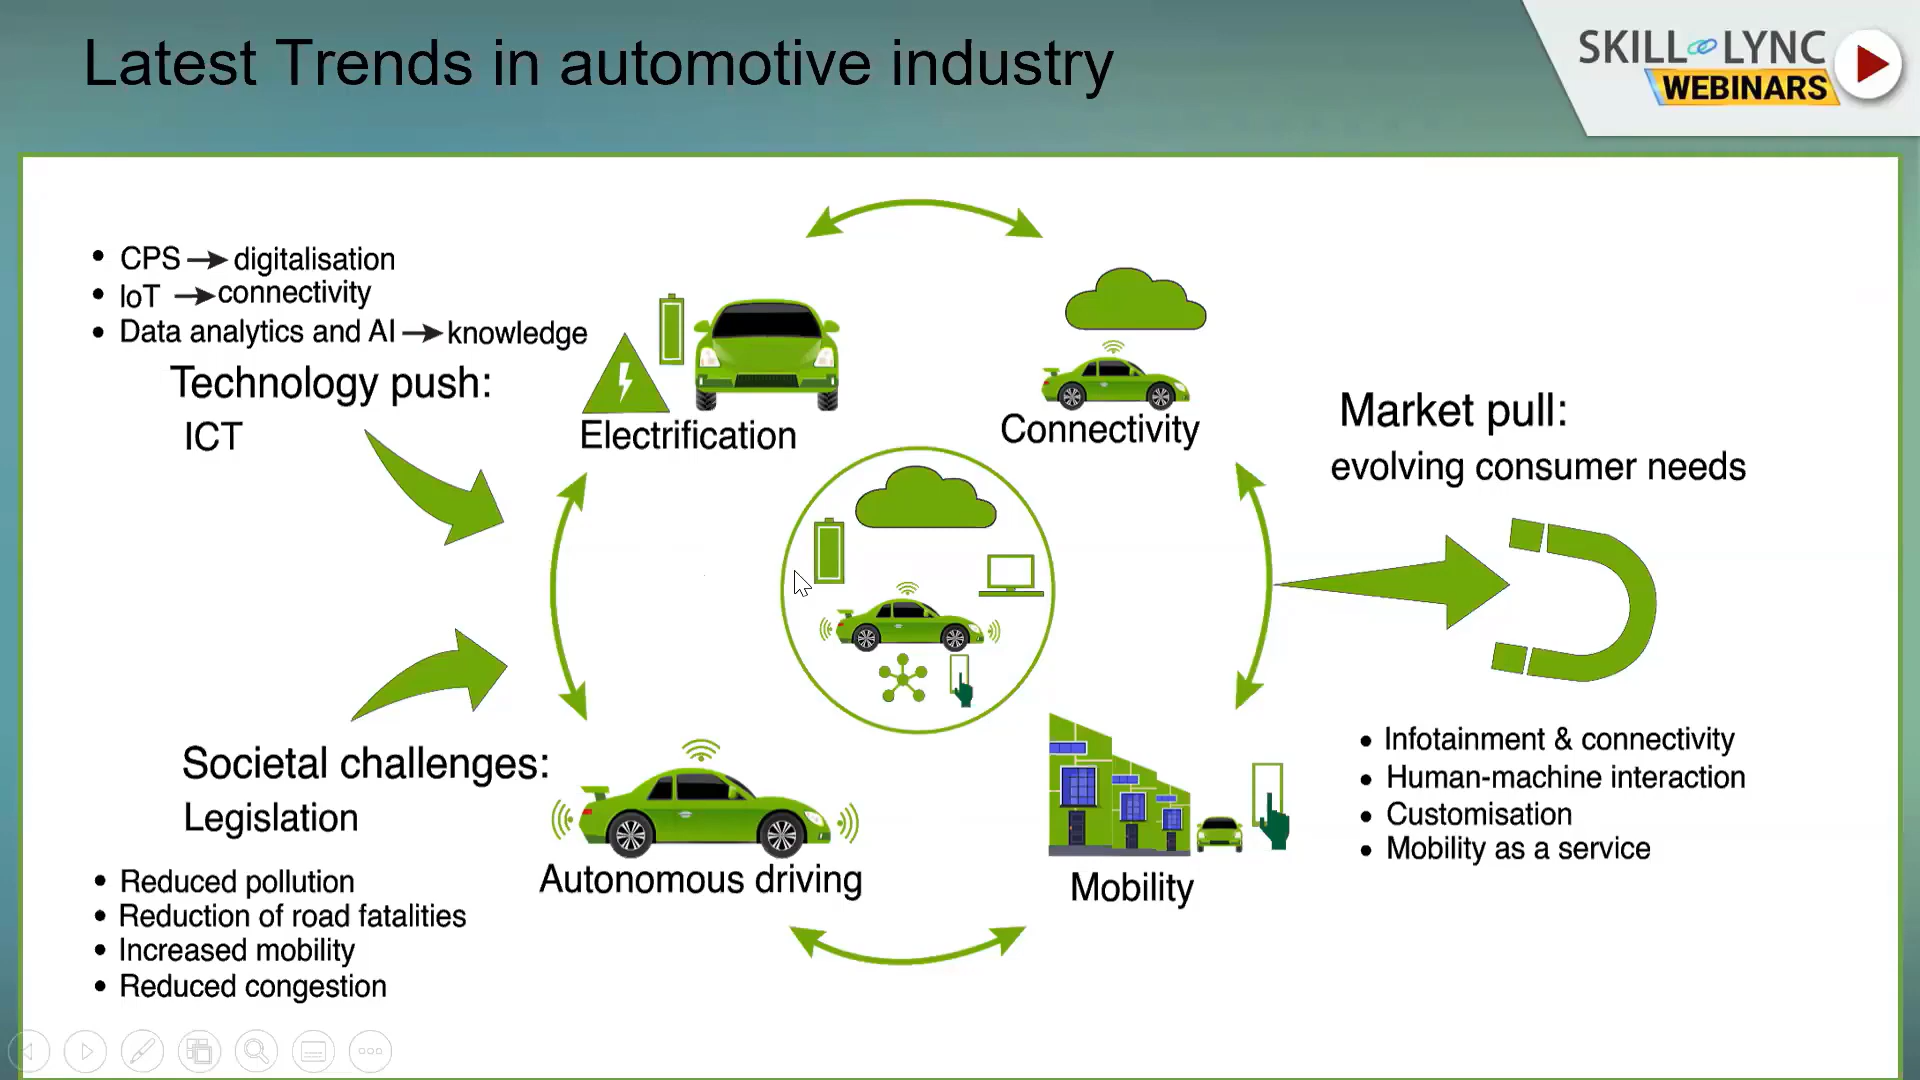 Latest Trends in automotive industry
SKILL LYNC
WEBINARS
• CPS → digitalisation
• IoT → connectivity
• Data analytics and AI → knowledge
Technology push:
ICT
Electrification
Connectivity
Market pull:
evolving consumer needs
Societal challenges:
Legislation
• Reduced pollution
• Reduction of road fatalities
• Increased mobility
• Reduced congestion
Autonomous driving
Mobility
• Infotainment & connectivity
• Human-machine interaction
• Customisation
• Mobility as a service